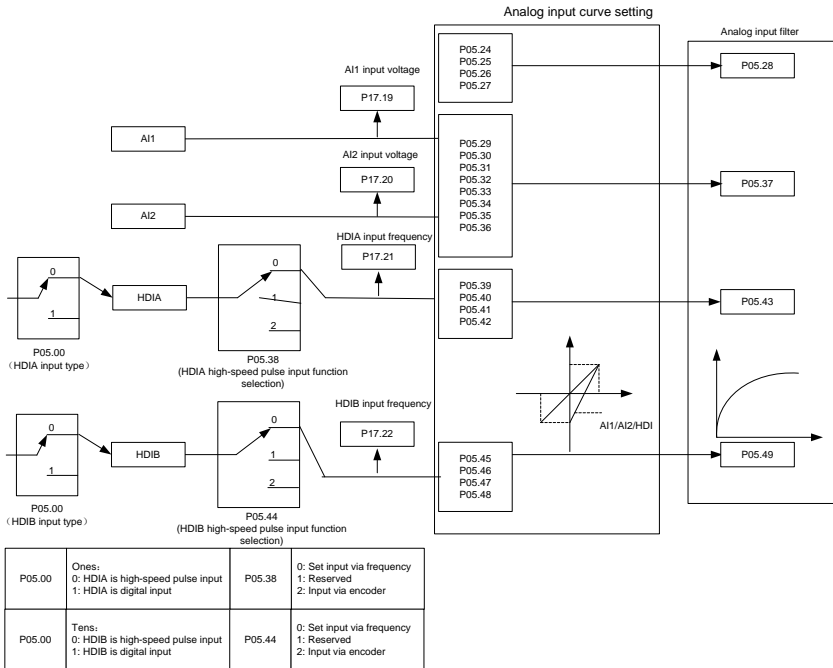 Analog input curve setting
Analog input filter
P05.24
P05.25
P05.26
P05.27
P05.28
AI1 input voltage
P17.19
AI1
AI2 input voltage
P17.20
AI2
P05.29
P05.30
P05.31
P05.32
P05.33
P05.34
P05.35
P05.36
P05.37
HDIA input frequency
P17.21
0
1
P05.00
（HDIA input type）
HDIA
0
1
2
P05.38
(HDIA high-speed pulse input function
selection)
P05.39
P05.40
P05.41
P05.42
P05.43
AI1/AI2/HDI
HDIB input frequency
P17.22
0
1
P05.00
（HDIB input type）
HDIB
0
1
2
P05.44
(HDIB high-speed pulse input function
selection)
P05.45
P05.46
P05.47
P05.48
P05.49
P05.00
Ones：
0: HDIA is high-speed pulse input
1: HDIA is digital input
P05.38
0: Set input via frequency
1: Reserved
2: Input via encoder
P05.00
Tens：
0: HDIB is high-speed pulse input
1: HDIB is digital input
P05.44
0: Set input via frequency
1: Reserved
2: Input via encoder